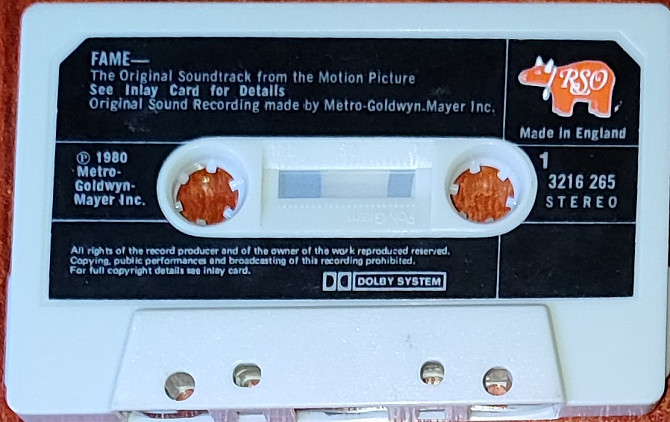 FAME—
The Original Soundtrack from the Motion Picture
See Inlay Card for Details
Original Sound Recording made by Metro-Goldwyn-Mayer Inc.
RSO
Made in England
℗ 1980
Metro-
Goldwyn-
Mayer Inc.
1
3216 265
STEREO
All rights of the record producer and of the owner of the work reproduced reserved.
Copying, public performances and broadcasting of this recording prohibited.
For full copyright details see inlay card.
DOLBY SYSTEM